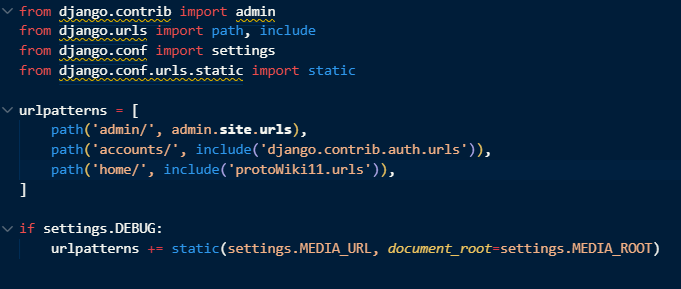 from django.contrib import admin
from django.urls import path, include
from django.conf import settings
from django.conf.urls.static import static

urlpatterns = [
    path('admin/', admin.site.urls),
    path('accounts/', include('django.contrib.auth.urls')),
    path('home/', include('protoWiki11.urls')),
]

if settings.DEBUG:
    urlpatterns += static(settings.MEDIA_URL, document_root=settings.MEDIA_ROOT)